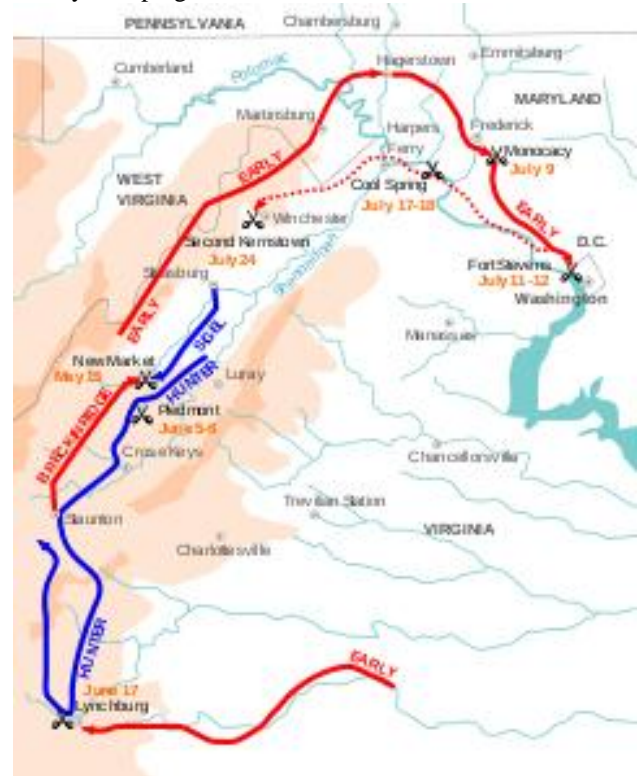 PENNSYLVANIA
Chambersburg
Hagerstown
Emmitsburg
Cumberland
Potomac
MARYLAND
Martinsburg
Harpers
Ferry
Frederick
Monocacy
July 9
EARLY
WEST
VIRGINIA
Cool Spring
July 17-18
Winchester
Second Kernstown
July 24
EARLY
D.C.
Fort Stevens
July 11-12
Washington
Strasburg
Shenandoah
EARLY
SIGEL
Manassas
New Market
May 15
HUNTER
Luray
BRECKINRIDGE
Piedmont
June 5-6
Cross Keys
Chancellorsville
Staunton
Trevilian Station
VIRGINIA
Charlottesville
HUNTER
EARLY
June 17
Lynchburg